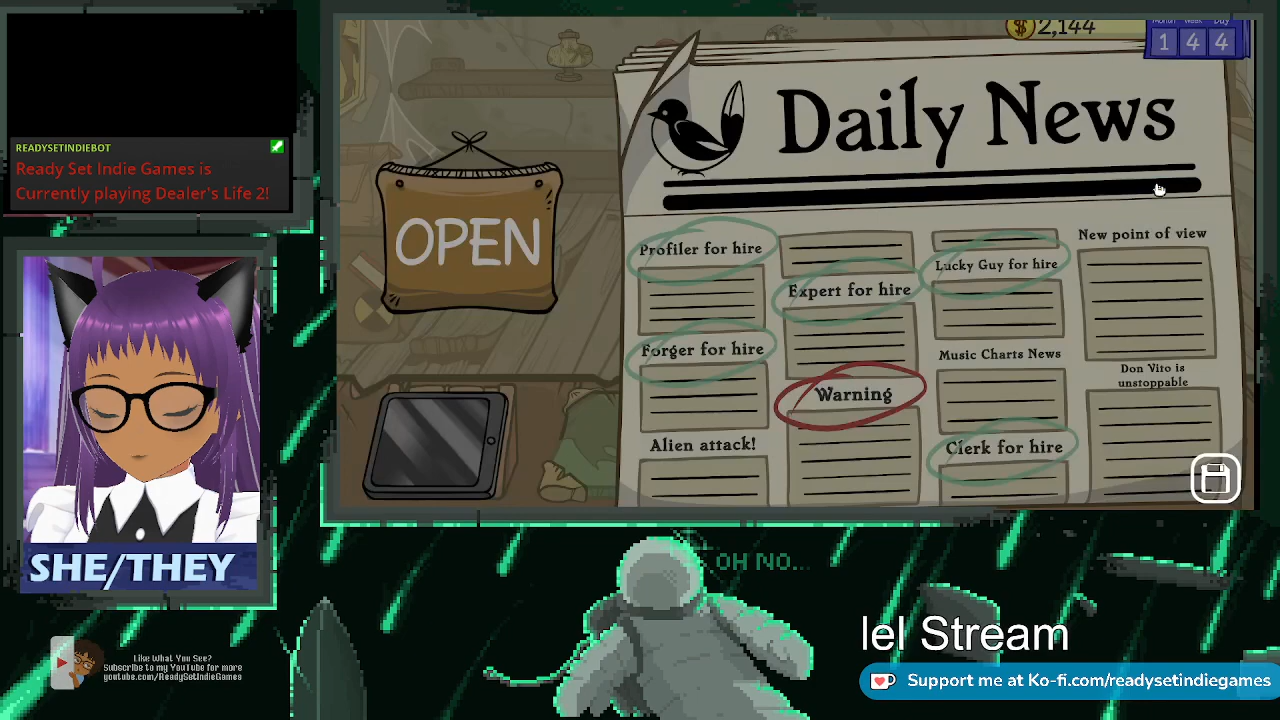 READYSETINDIEBOT
Ready Set Indie Games is
Currently playing Dealer's Life 2!
2,144
Month Week Day
1 4 4
Daily News
OPEN
Profiler for hire
Expert for hire
Lucky Guy for hire
New point of view
Forger for hire
Warning
Music Charts News
Don Vito is
unstoppable
Alien attack!
Clerk for hire
SHE/THEY
OH NO...
Like What You See?
Subscribe to my YouTube for more
youtube.com/ReadySetIndieGames
lel Stream
Support me at Ko-fi.com/readysetindiegames